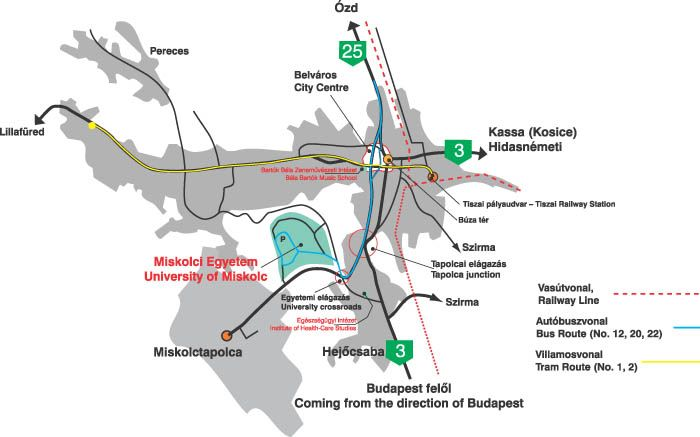 Ózd
25
Pereces
Belváros
City Centre
Lillafüred
Kassa (Kosice)
Hidasnémeti
3
Bartók Béla Zeneművészeti Intézet
Béla Bartók Music School
Tiszai pályaudvar – Tiszai Railway Station
Búza tér
P
Szirma
Miskolci Egyetem
University of Miskolc
Tapolcai elágazás
Tapolca junction
Egyetemi elágazás
University crossroads
Szirma
Egészségügyi Intézet
Institute of Health-Care Studies
Miskolctapolca
Hejőcsaba
3
Budapest felől
Coming from the direction of Budapest
Vasútvonal,
Railway Line
Autóbuszvonal
Bus Route (No. 12, 20, 22)
Villamosvonal
Tram Route (No. 1, 2)